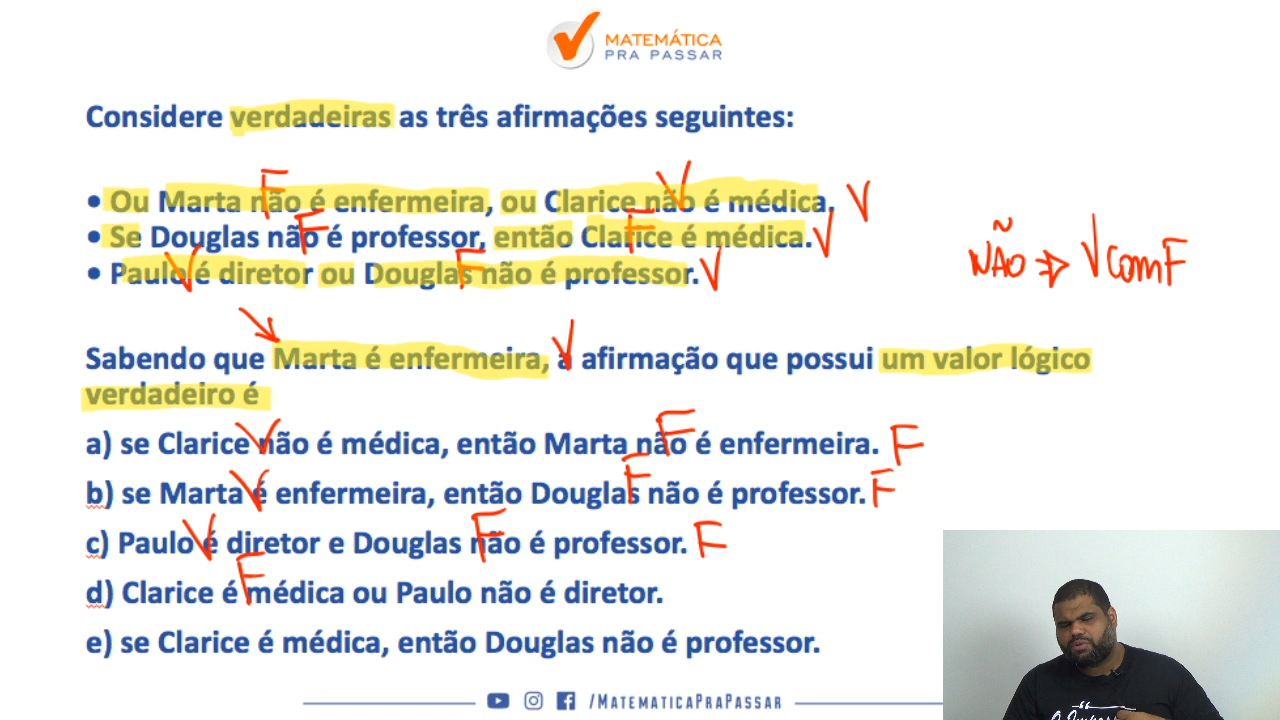 MATEMÁTICA
PRA PASSAR
Considere verdadeiras as três afirmações seguintes:
F V
• Ou Marta não é enfermeira, ou Clarice não é médica. V
F F
• Se Douglas não é professor, então Clarice é médica. V
V F
• Paulo é diretor ou Douglas não é professor. V
NÃO ⇒ V com F
V
Sabendo que Marta é enfermeira, a afirmação que possui um valor lógico
verdadeiro é
V F
a) se Clarice não é médica, então Marta não é enfermeira. F
V F
b) se Marta é enfermeira, então Douglas não é professor. F
V F
c) Paulo é diretor e Douglas não é professor. F
F
d) Clarice é médica ou Paulo não é diretor.
e) se Clarice é médica, então Douglas não é professor.
/MATEMATICAPRAPASSAR